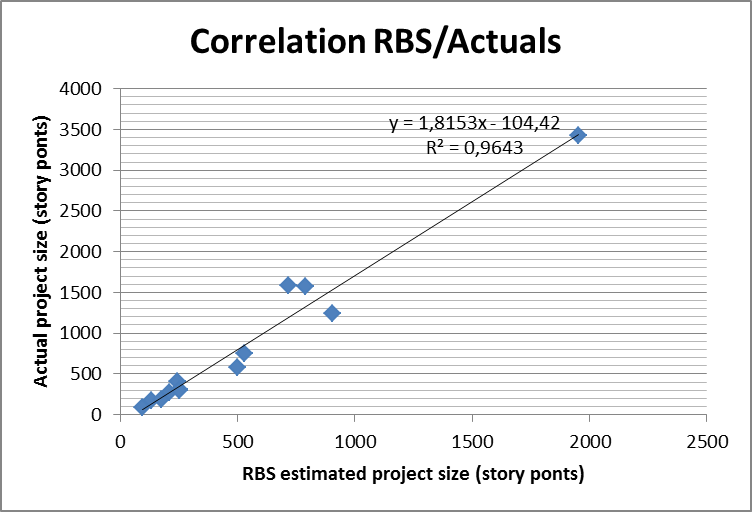 Correlation RBS/Actuals
y = 1,8153x - 104,42
R² = 0,9643
Actual project size (story ponts)
4000
3500
3000
2500
2000
1500
1000
500
0
0 500 1000 1500 2000 2500
RBS estimated project size (story ponts)